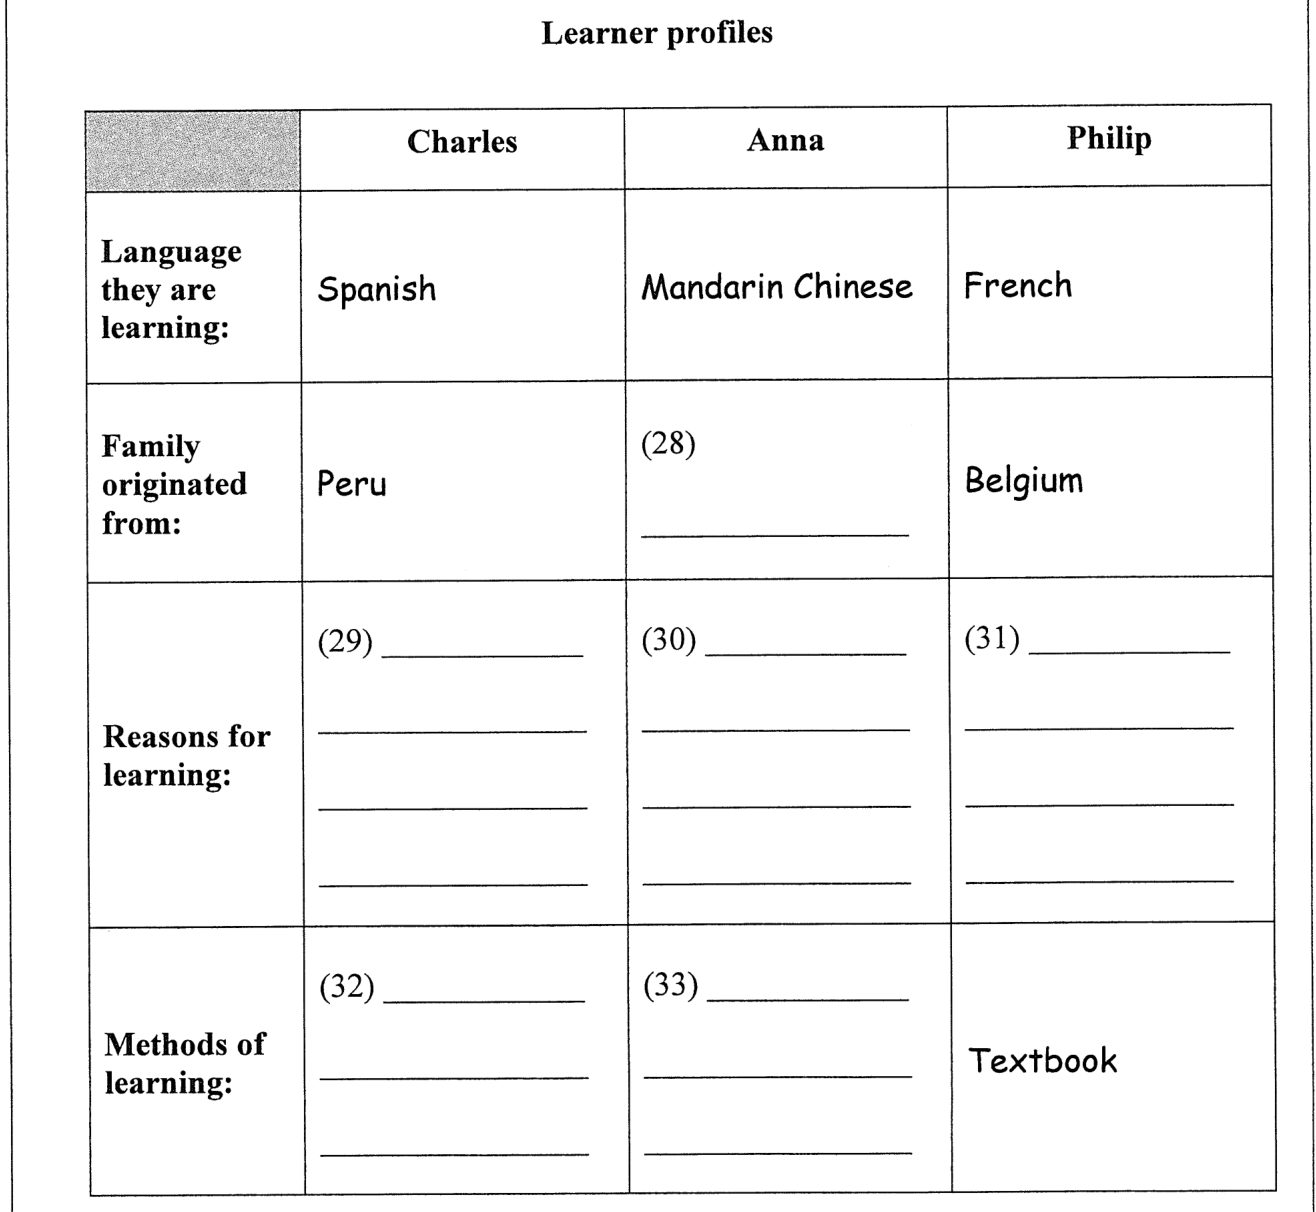 Learner profiles
Charles Anna Philip
Language
they are
learning:
Spanish
Mandarin Chinese
French
Family
originated
from:
Peru
(28)
Belgium
Reasons for
learning:
(29)
(30)
(31)
Methods of
learning:
(32)
(33)
Textbook